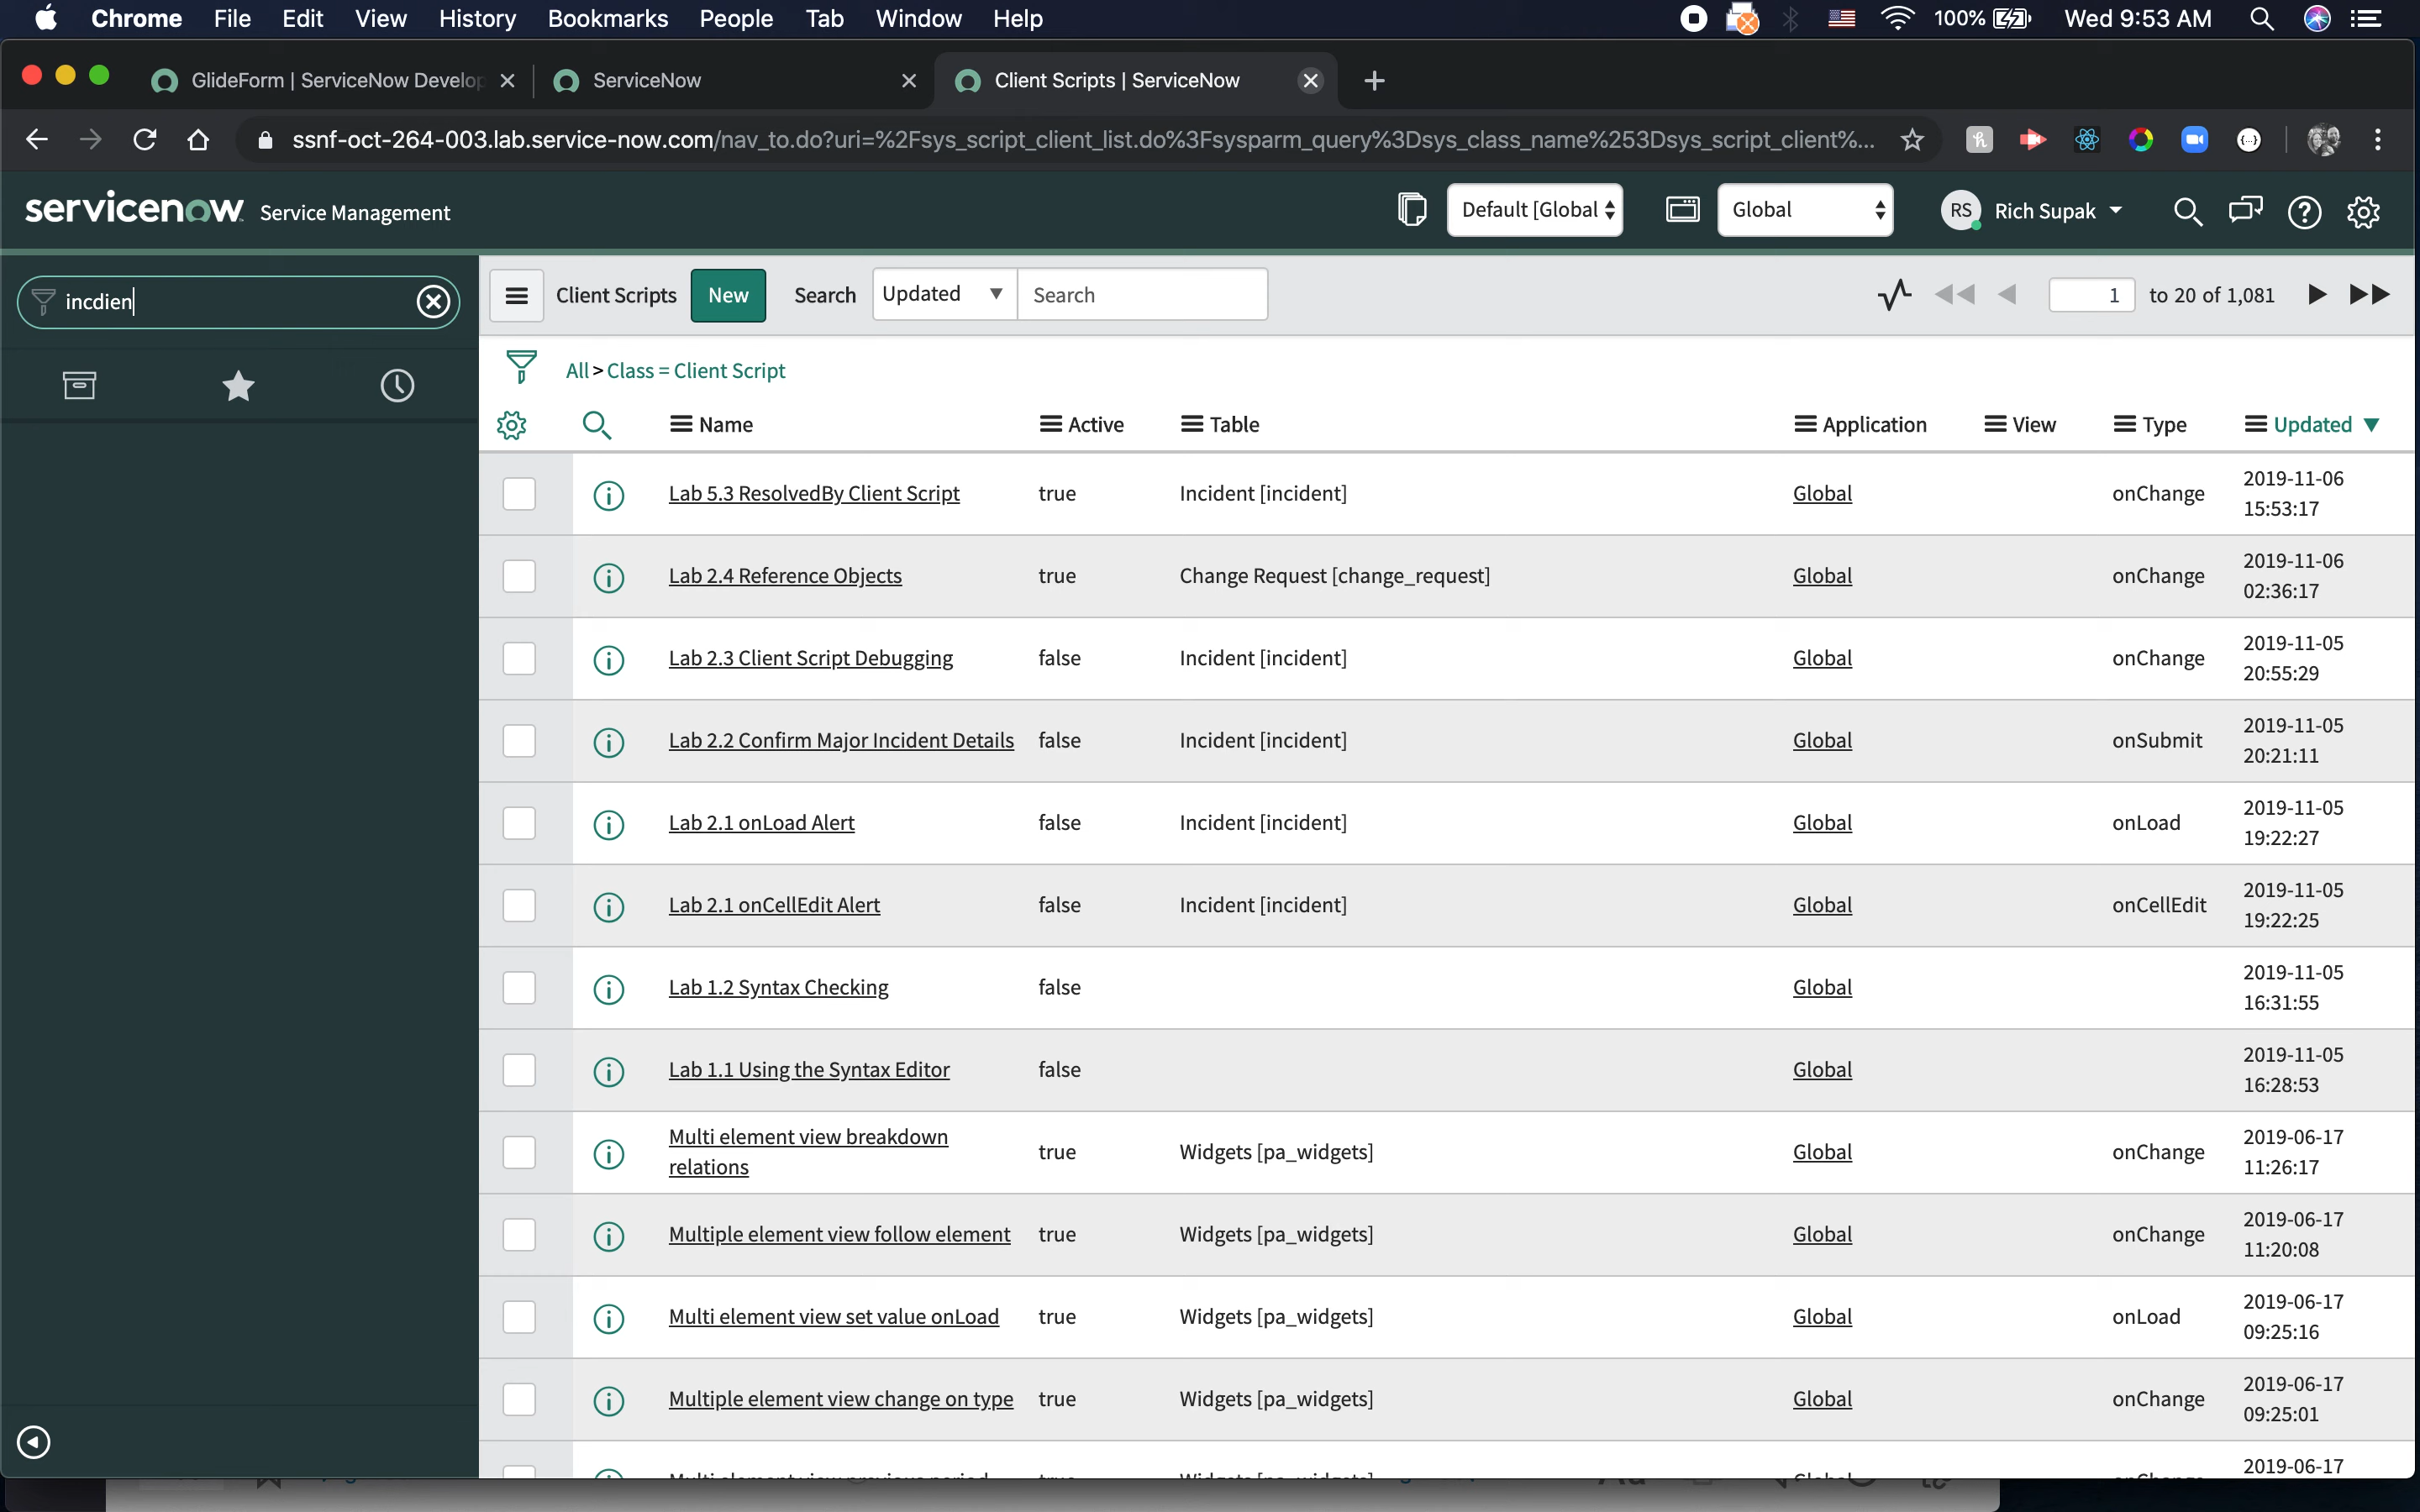 Chrome File Edit View History Bookmarks People Tab Window Help 100% Wed 9:53 AM
GlideForm | ServiceNow Develop ServiceNow Client Scripts | ServiceNow
ssnf-oct-264-003.lab.service-now.com/nav_to.do?uri=%2Fsys_script_client_list.do%3Fsysparm_query%3Dsys_class_name%253Dsys_script_client%...
servicenow Service Management Default [Global Global RS Rich Supak
incdien
Client Scripts New Search Updated Search 1 to 20 of 1,081
All > Class = Client Script
Name Active Table Application View Type Updated
Lab 5.3 ResolvedBy Client Script true Incident [incident] Global onChange 2019-11-06
15:53:17
Lab 2.4 Reference Objects true Change Request [change_request] Global onChange 2019-11-06
02:36:17
Lab 2.3 Client Script Debugging false Incident [incident] Global onChange 2019-11-05
20:55:29
Lab 2.2 Confirm Major Incident Details false Incident [incident] Global onSubmit 2019-11-05
20:21:11
Lab 2.1 onLoad Alert false Incident [incident] Global onLoad 2019-11-05
19:22:27
Lab 2.1 onCellEdit Alert false Incident [incident] Global onCellEdit 2019-11-05
19:22:25
Lab 1.2 Syntax Checking false Global 2019-11-05
16:31:55
Lab 1.1 Using the Syntax Editor false Global 2019-11-05
16:28:53
Multi element view breakdown
relations true Widgets [pa_widgets] Global onChange 2019-06-17
11:26:17
Multiple element view follow element true Widgets [pa_widgets] Global onChange 2019-06-17
11:20:08
Multi element view set value onLoad true Widgets [pa_widgets] Global onLoad 2019-06-17
09:25:16
Multiple element view change on type true Widgets [pa_widgets] Global onChange 2019-06-17
09:25:01
2019-06-17